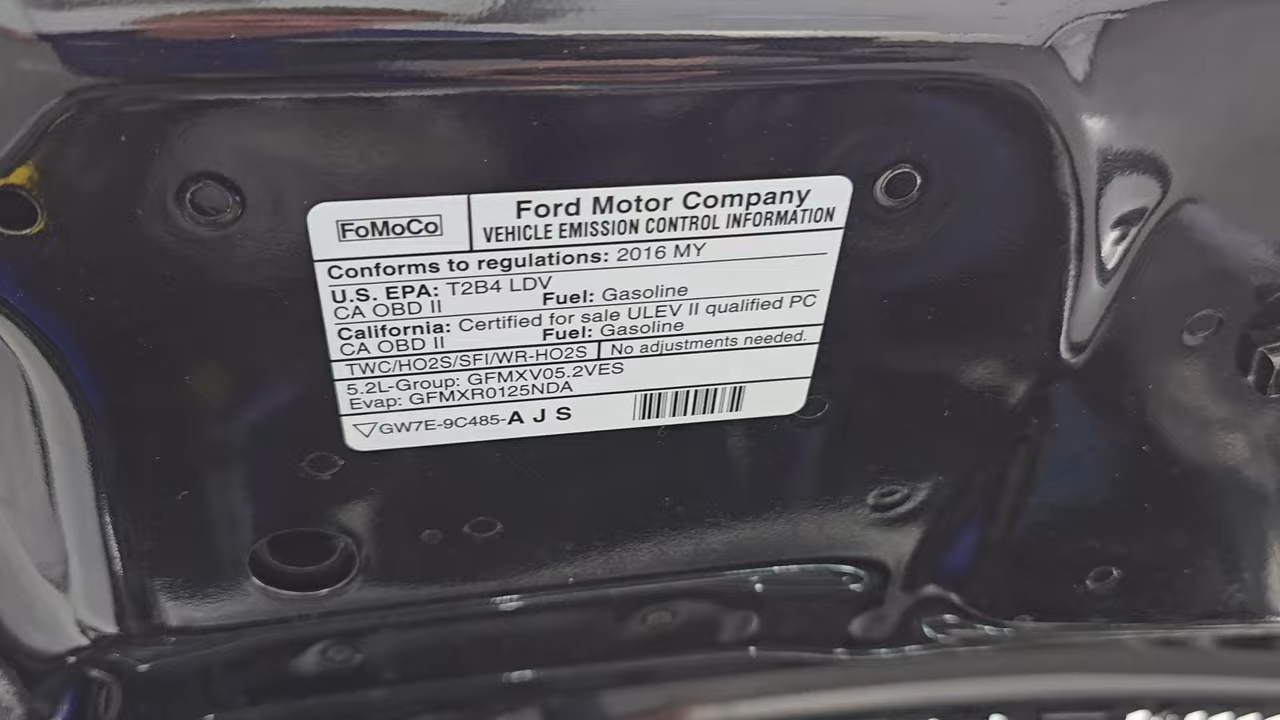 FoMoCo
Ford Motor Company
VEHICLE EMISSION CONTROL INFORMATION
Conforms to regulations: 2016 MY
U.S. EPA: T2B4 LDV
CA OBD II Fuel: Gasoline
California: Certified for sale ULEV II qualified PC
CA OBD II Fuel: Gasoline
TWC/HO2S/SFI/WR-HO2S No adjustments needed.
5.2L-Group: GFMXV05.2VES
Evap: GFMXR0125NDA
GW7E-9C485-A J S